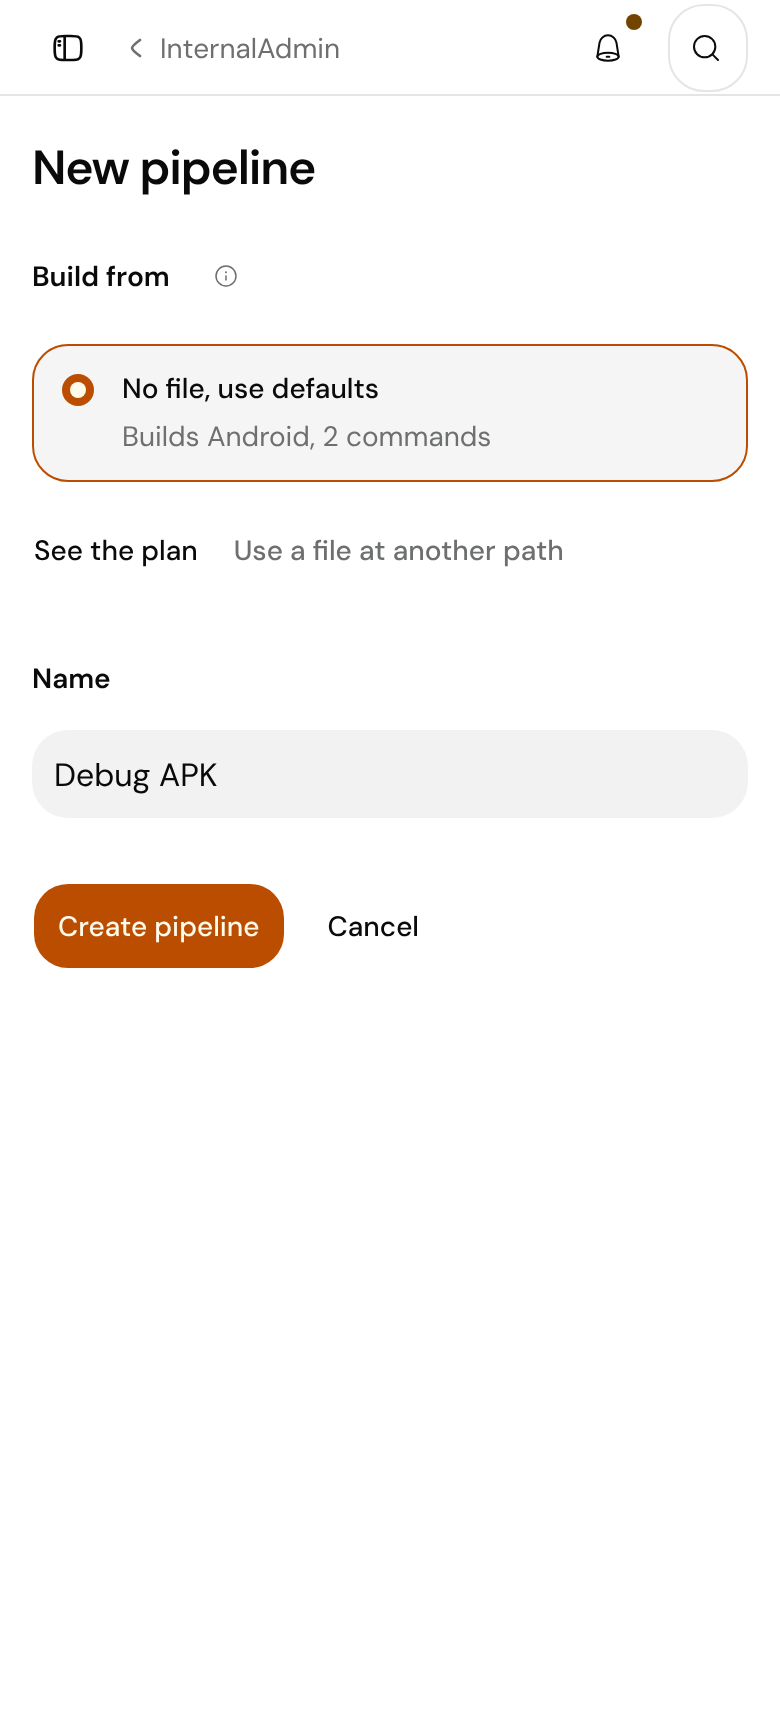 InternalAdmin
New pipeline
Build from
No file, use defaults
Builds Android, 2 commands
See the plan Use a file at another path
Name
Debug APK
Create pipeline Cancel